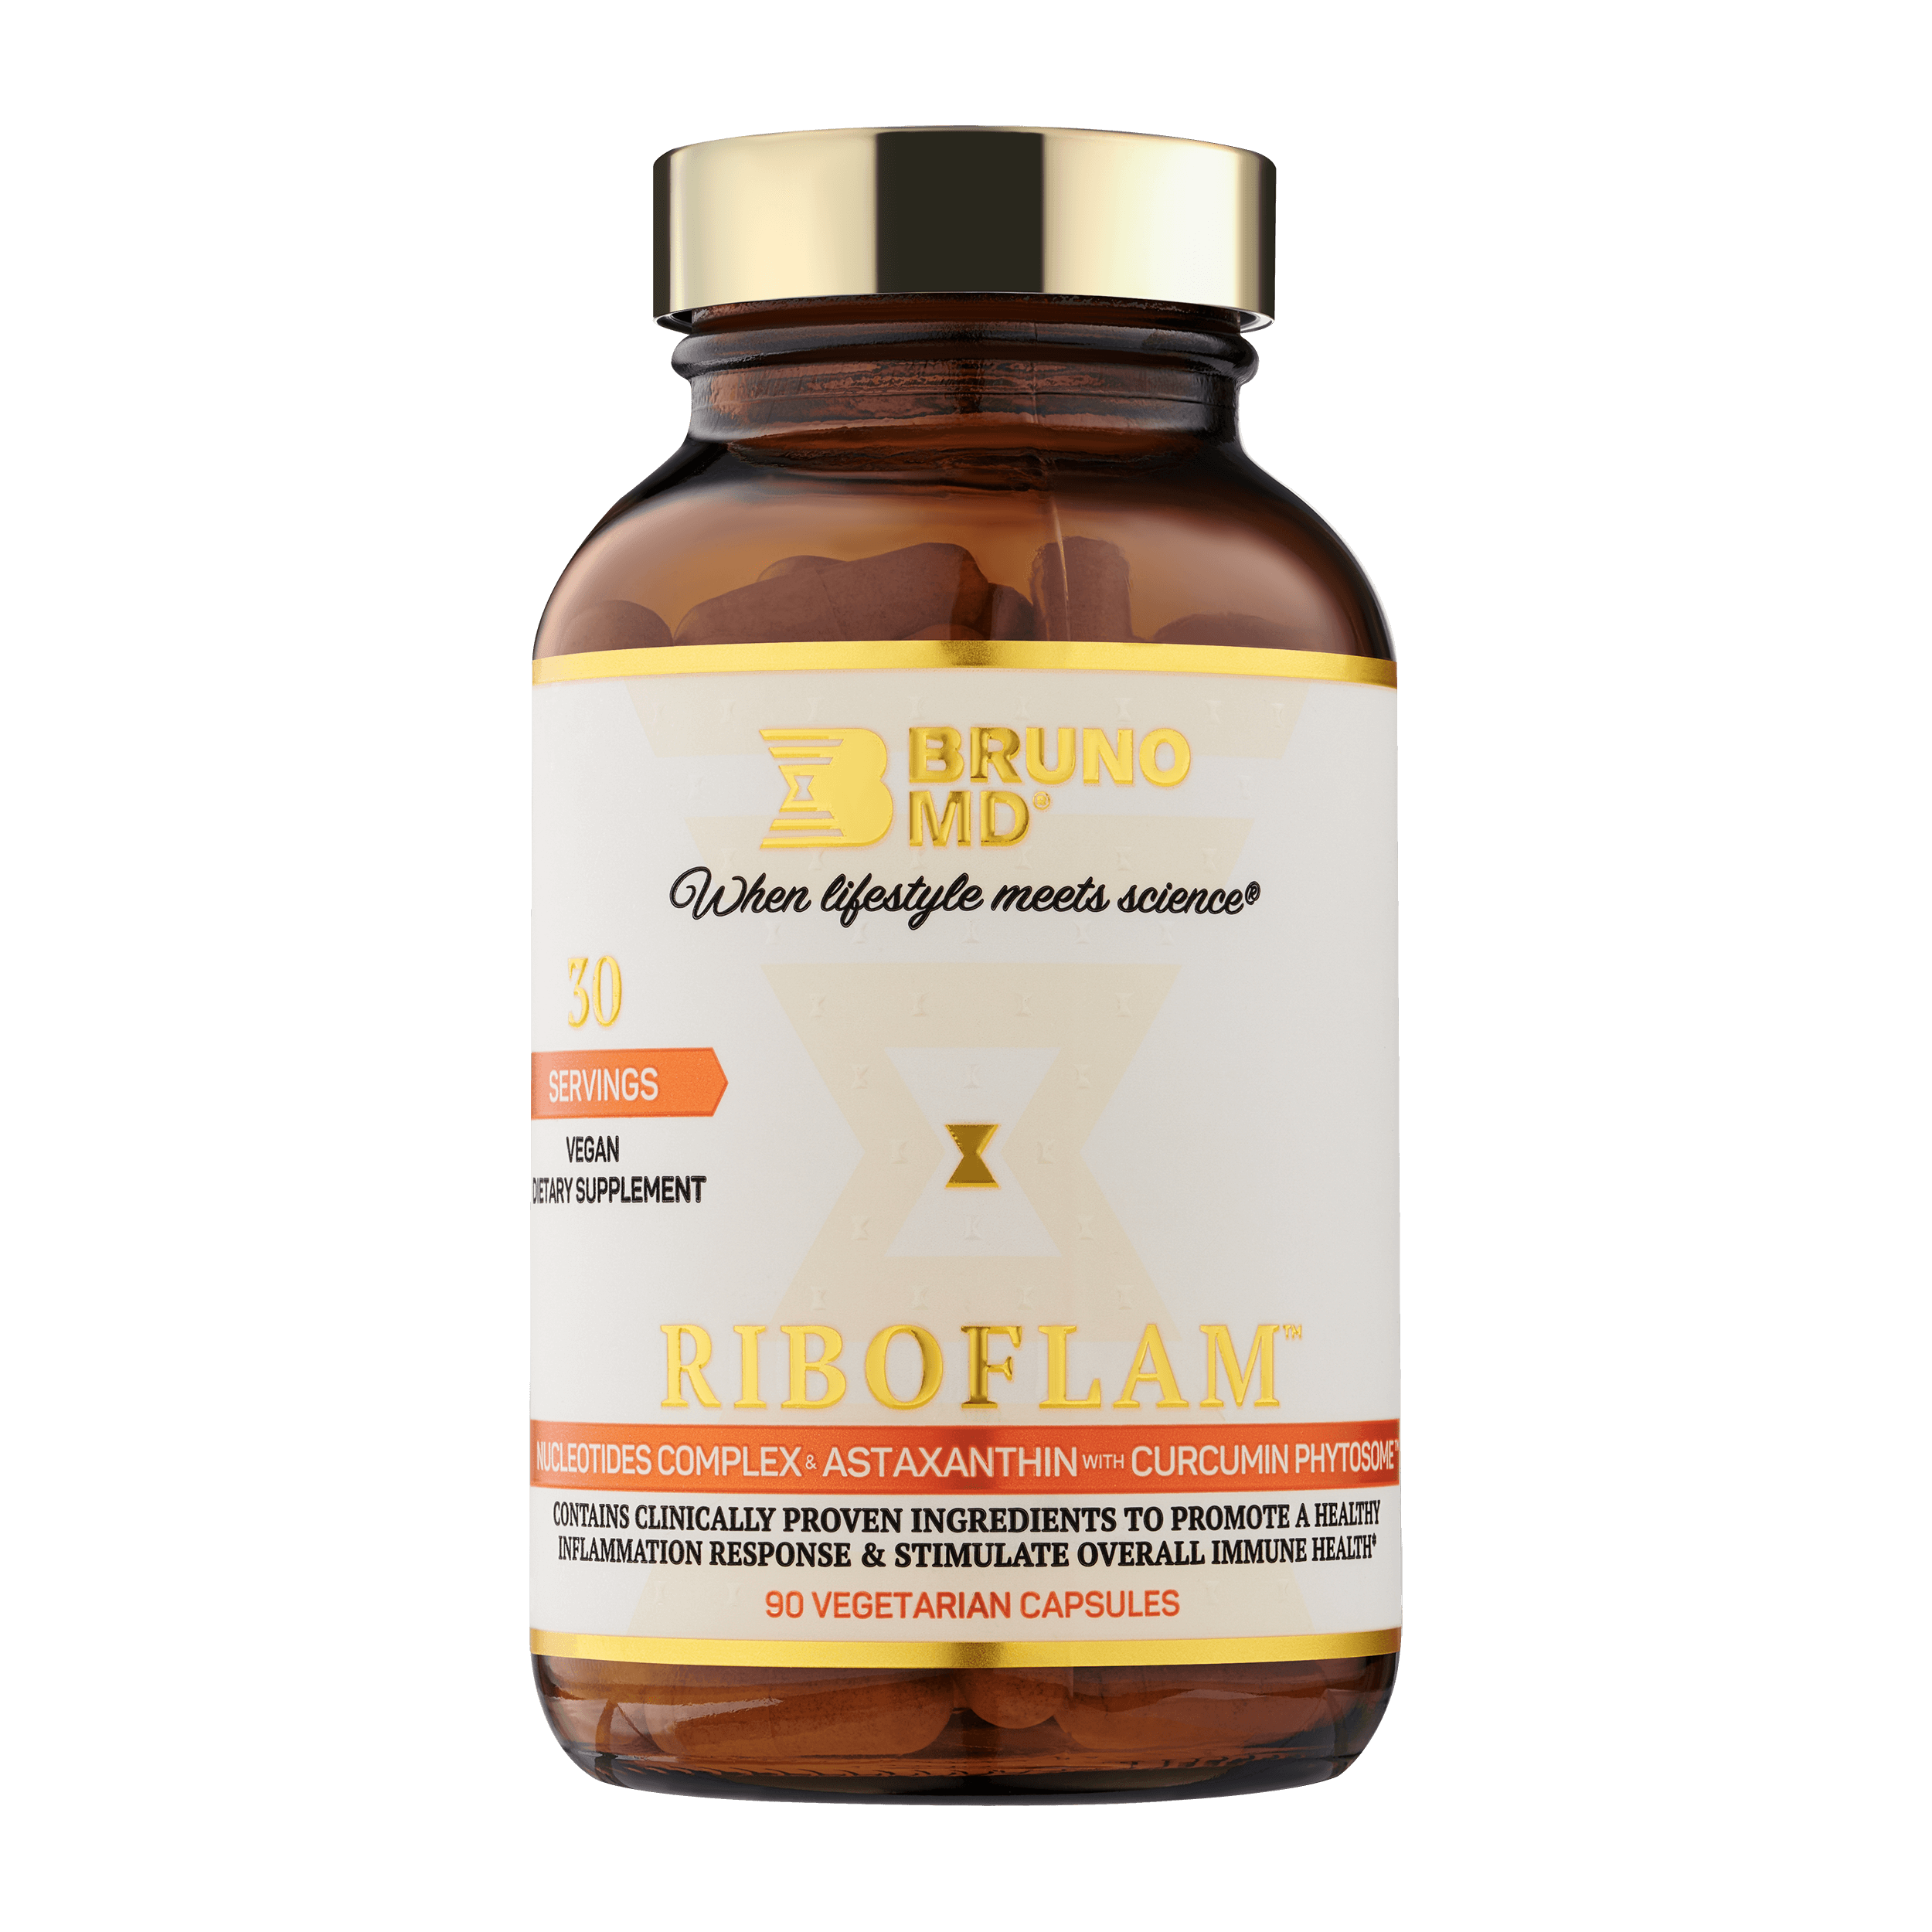 BRUNO
MD®
When lifestyle meets science®
30
SERVINGS
VEGAN
DIETARY SUPPLEMENT
RIBOFLAM™
NUCLEOTIDES COMPLEX & ASTAXANTHIN WITH CURCUMIN PHYTOSOME™
CONTAINS CLINICALLY PROVEN INGREDIENTS TO PROMOTE A HEALTHY
INFLAMMATION RESPONSE & STIMULATE OVERALL IMMUNE HEALTH*
90 VEGETARIAN CAPSULES